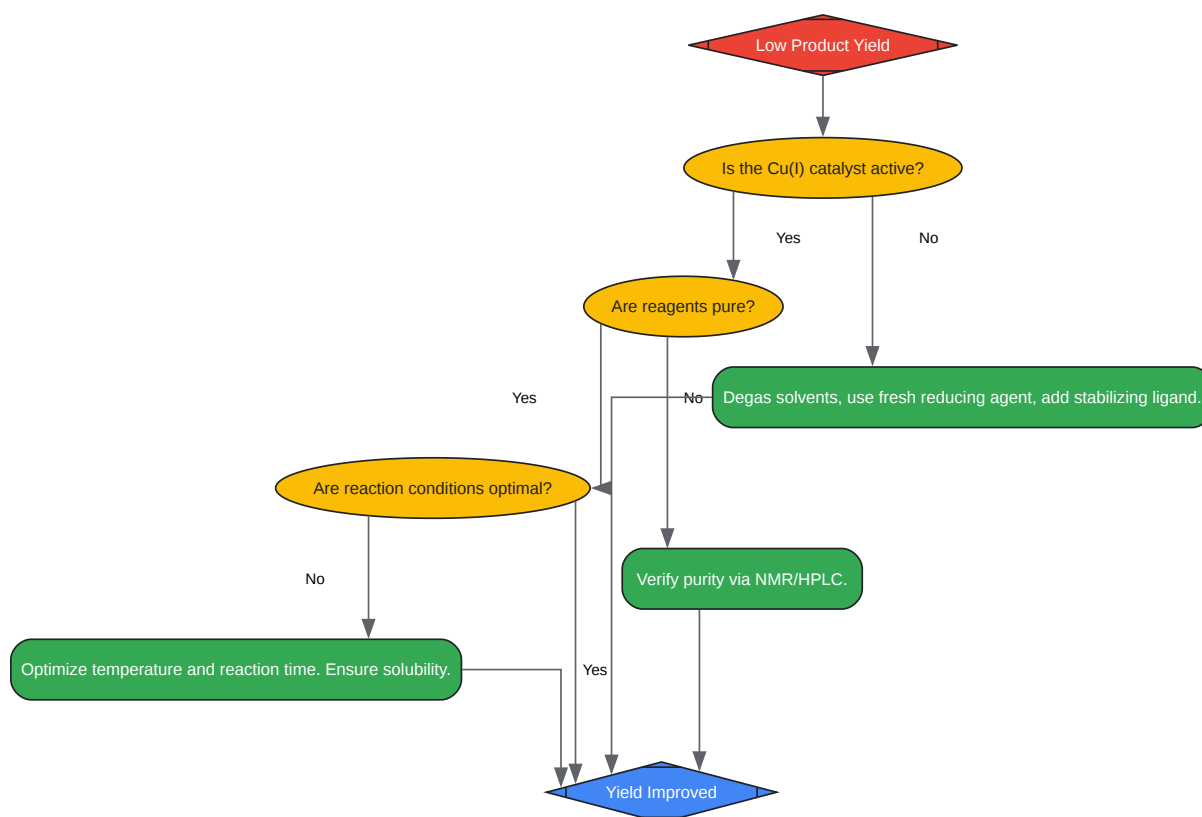 Low Product Yield
Is the Cu(I) catalyst active?
Yes
No
Are reagents pure?
Yes
No
Degas solvents, use fresh reducing agent, add stabilizing ligand.
Are reaction conditions optimal?
No
Verify purity via NMR/HPLC.
Optimize temperature and reaction time. Ensure solubility.
Yes
Yield Improved